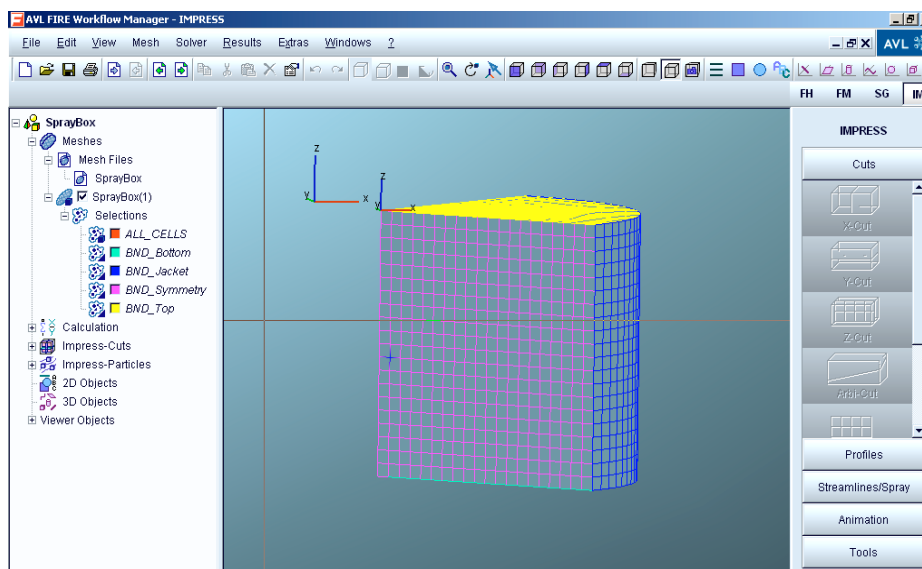 AVL FIRE Workflow Manager - IMPRESS
File Edit View Mesh Solver Results Extras Windows ?
AVL
FH FM SG IM
SprayBox
Meshes
Mesh Files
SprayBox
SprayBox(1)
Selections
ALL_CELLS
BND_Bottom
BND_Jacket
BND_Symmetry
BND_Top
Calculation
Impress-Cuts
Impress-Particles
2D Objects
3D Objects
Viewer Objects
z
x
y
z
x
y
IMPRESS
Cuts
X-Cut
Y-Cut
Z-Cut
Arbi-Cut
Profiles
Streamlines/Spray
Animation
Tools